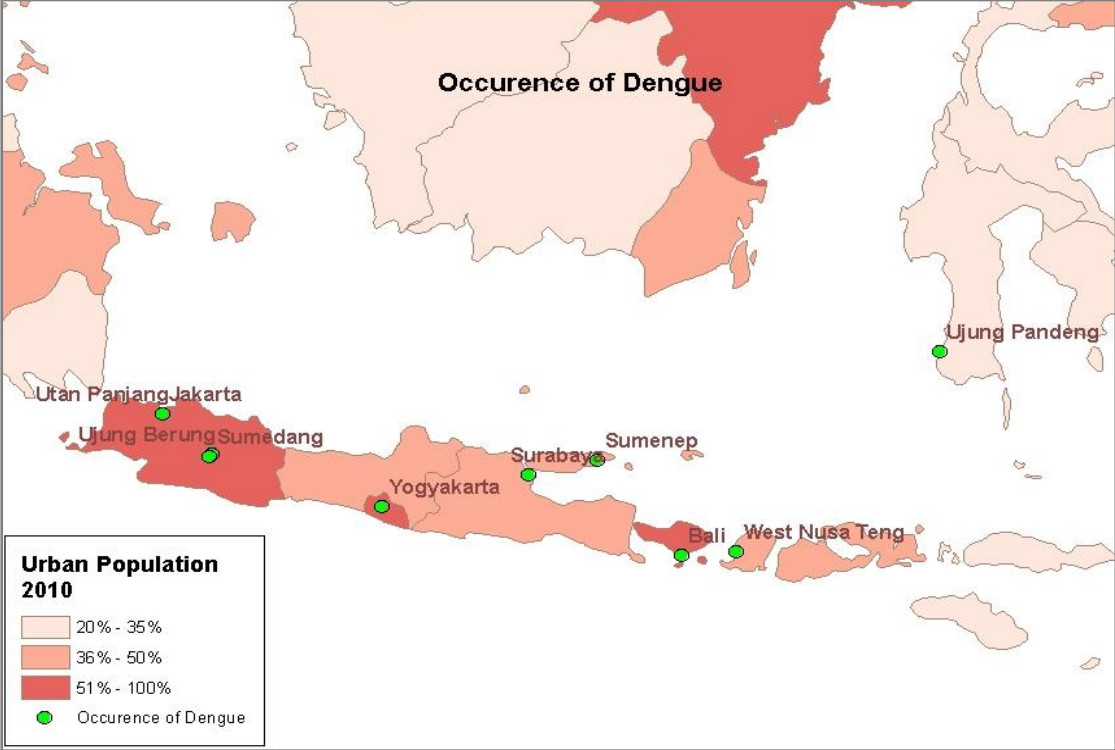 Occurence of Dengue
Ujung Pandeng
Utan Panjang Jakarta
Ujung Berung Sumedang
Sumenep
Surabaya
Yogyakarta
Bali
West Nusa Teng
Urban Population
2010
20% - 35%
36% - 50%
51% - 100%
Occurence of Dengue